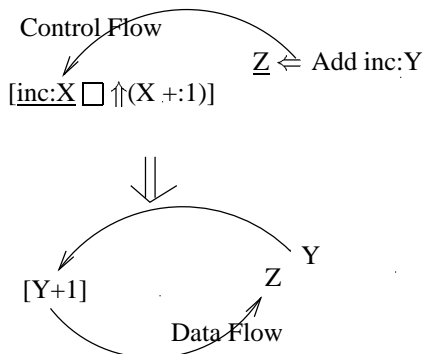 Control Flow
Z ⇐ Add inc:Y
[inc:X □ ⇑(X +:1)]
Y
Z
[Y+1]
Data Flow